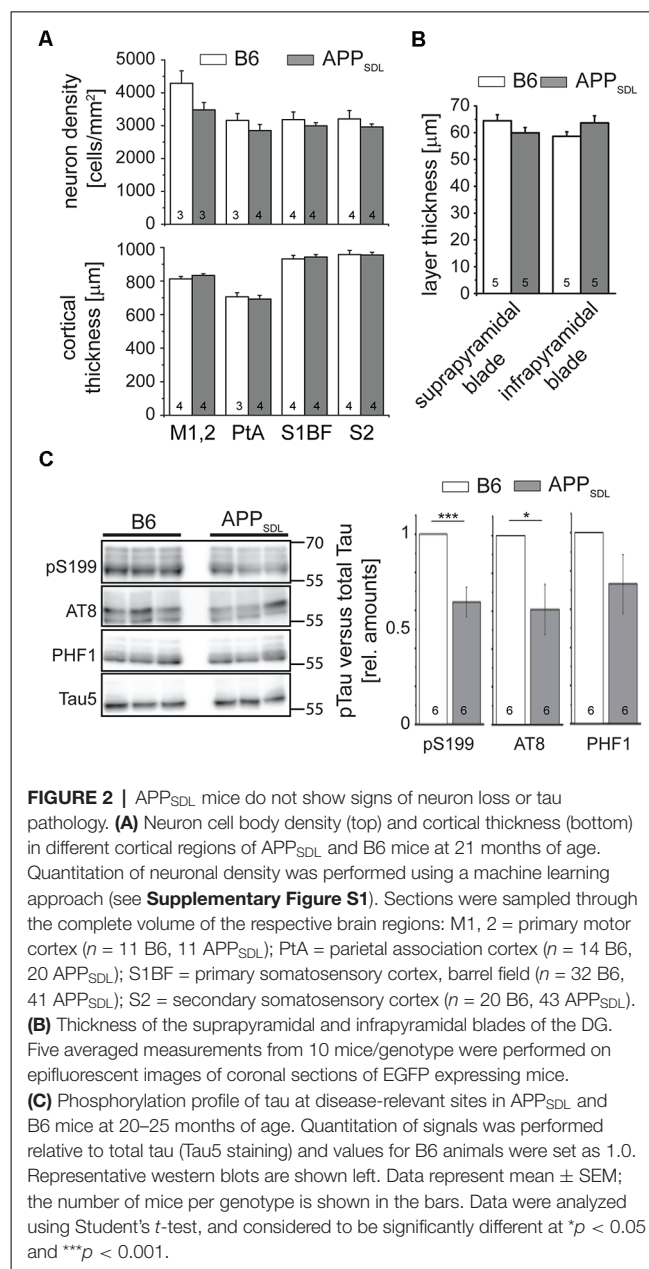 A
B6 APP SDL
neuron density
[cells/mm2]
5000
4000
3000
2000
1000
0
3 3 3 4 4 4 4 4
cortical
thickness [µm]
1000
800
600
400
200
0
4 4 3 4 4 4 4 4
M1,2 PtA S1BF S2
B
B6 APP SDL
layer thickness [µm]
70
60
50
40
30
20
10
0
5 5 5 5
suprapyramidal
blade
infrapyramidal
blade
C
B6 APP SDL
pS199
70
55
AT8
55
PHF1
55
Tau5
55
B6 APP SDL
pTau versus total Tau
[rel. amounts]
1
0.5
0
*** *
6 6 6 6 6 6
pS199 AT8 PHF1
FIGURE 2 | APPSDL mice do not show signs of neuron loss or tau
pathology. (A) Neuron cell body density (top) and cortical thickness (bottom)
in different cortical regions of APPSDL and B6 mice at 21 months of age.
Quantitation of neuronal density was performed using a machine learning
approach (see Supplementary Figure S1). Sections were sampled through
the complete volume of the respective brain regions: M1, 2 = primary motor
cortex (n = 11 B6, 11 APPSDL); PtA = parietal association cortex (n = 14 B6,
20 APPSDL); S1BF = primary somatosensory cortex, barrel field (n = 32 B6,
41 APPSDL); S2 = secondary somatosensory cortex (n = 20 B6, 43 APPSDL).
(B) Thickness of the suprapyramidal and infrapyramidal blades of the DG.
Five averaged measurements from 10 mice/genotype were performed on
epifluorescent images of coronal sections of EGFP expressing mice.
(C) Phosphorylation profile of tau at disease-relevant sites in APPSDL and
B6 mice at 20–25 months of age. Quantitation of signals was performed
relative to total tau (Tau5 staining) and values for B6 animals were set as 1.0.
Representative western blots are shown left. Data represent mean ± SEM;
the number of mice per genotype is shown in the bars. Data were analyzed
using Student's t-test, and considered to be significantly different at *p < 0.05
and ***p < 0.001.